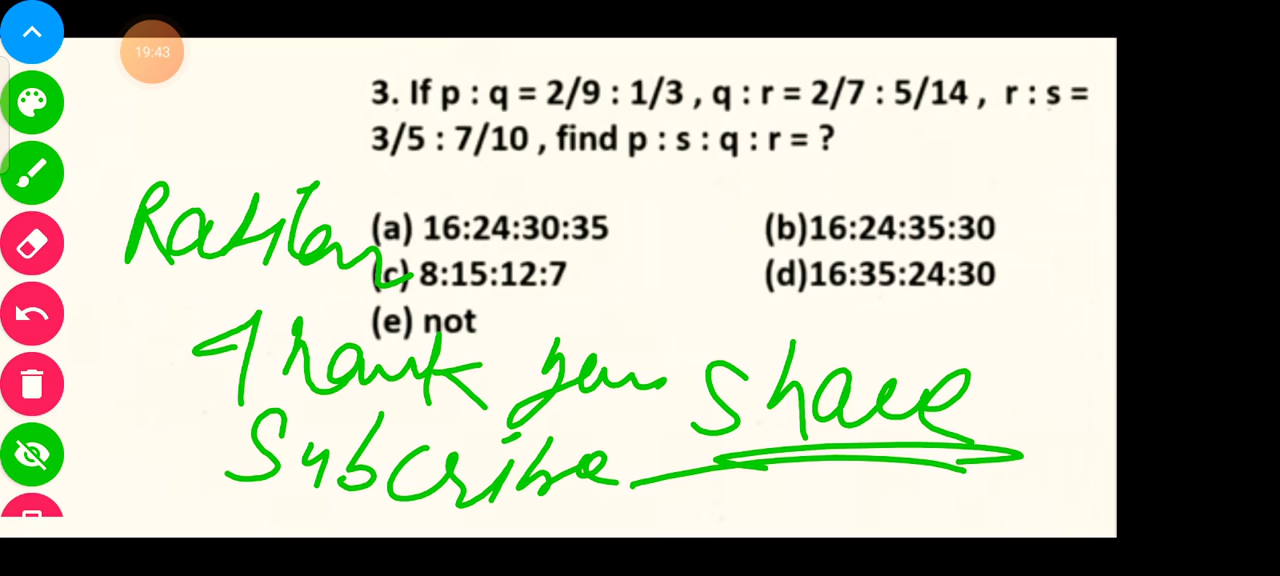 19:43
3. If p : q = 2/9 : 1/3 , q : r = 2/7 : 5/14 , r : s =
3/5 : 7/10 , find p : s : q : r = ?
(a) 16:24:30:35 (b)16:24:35:30
(c) 8:15:12:7 (d)16:35:24:30
(e) not
Thank you Share
Subcribe